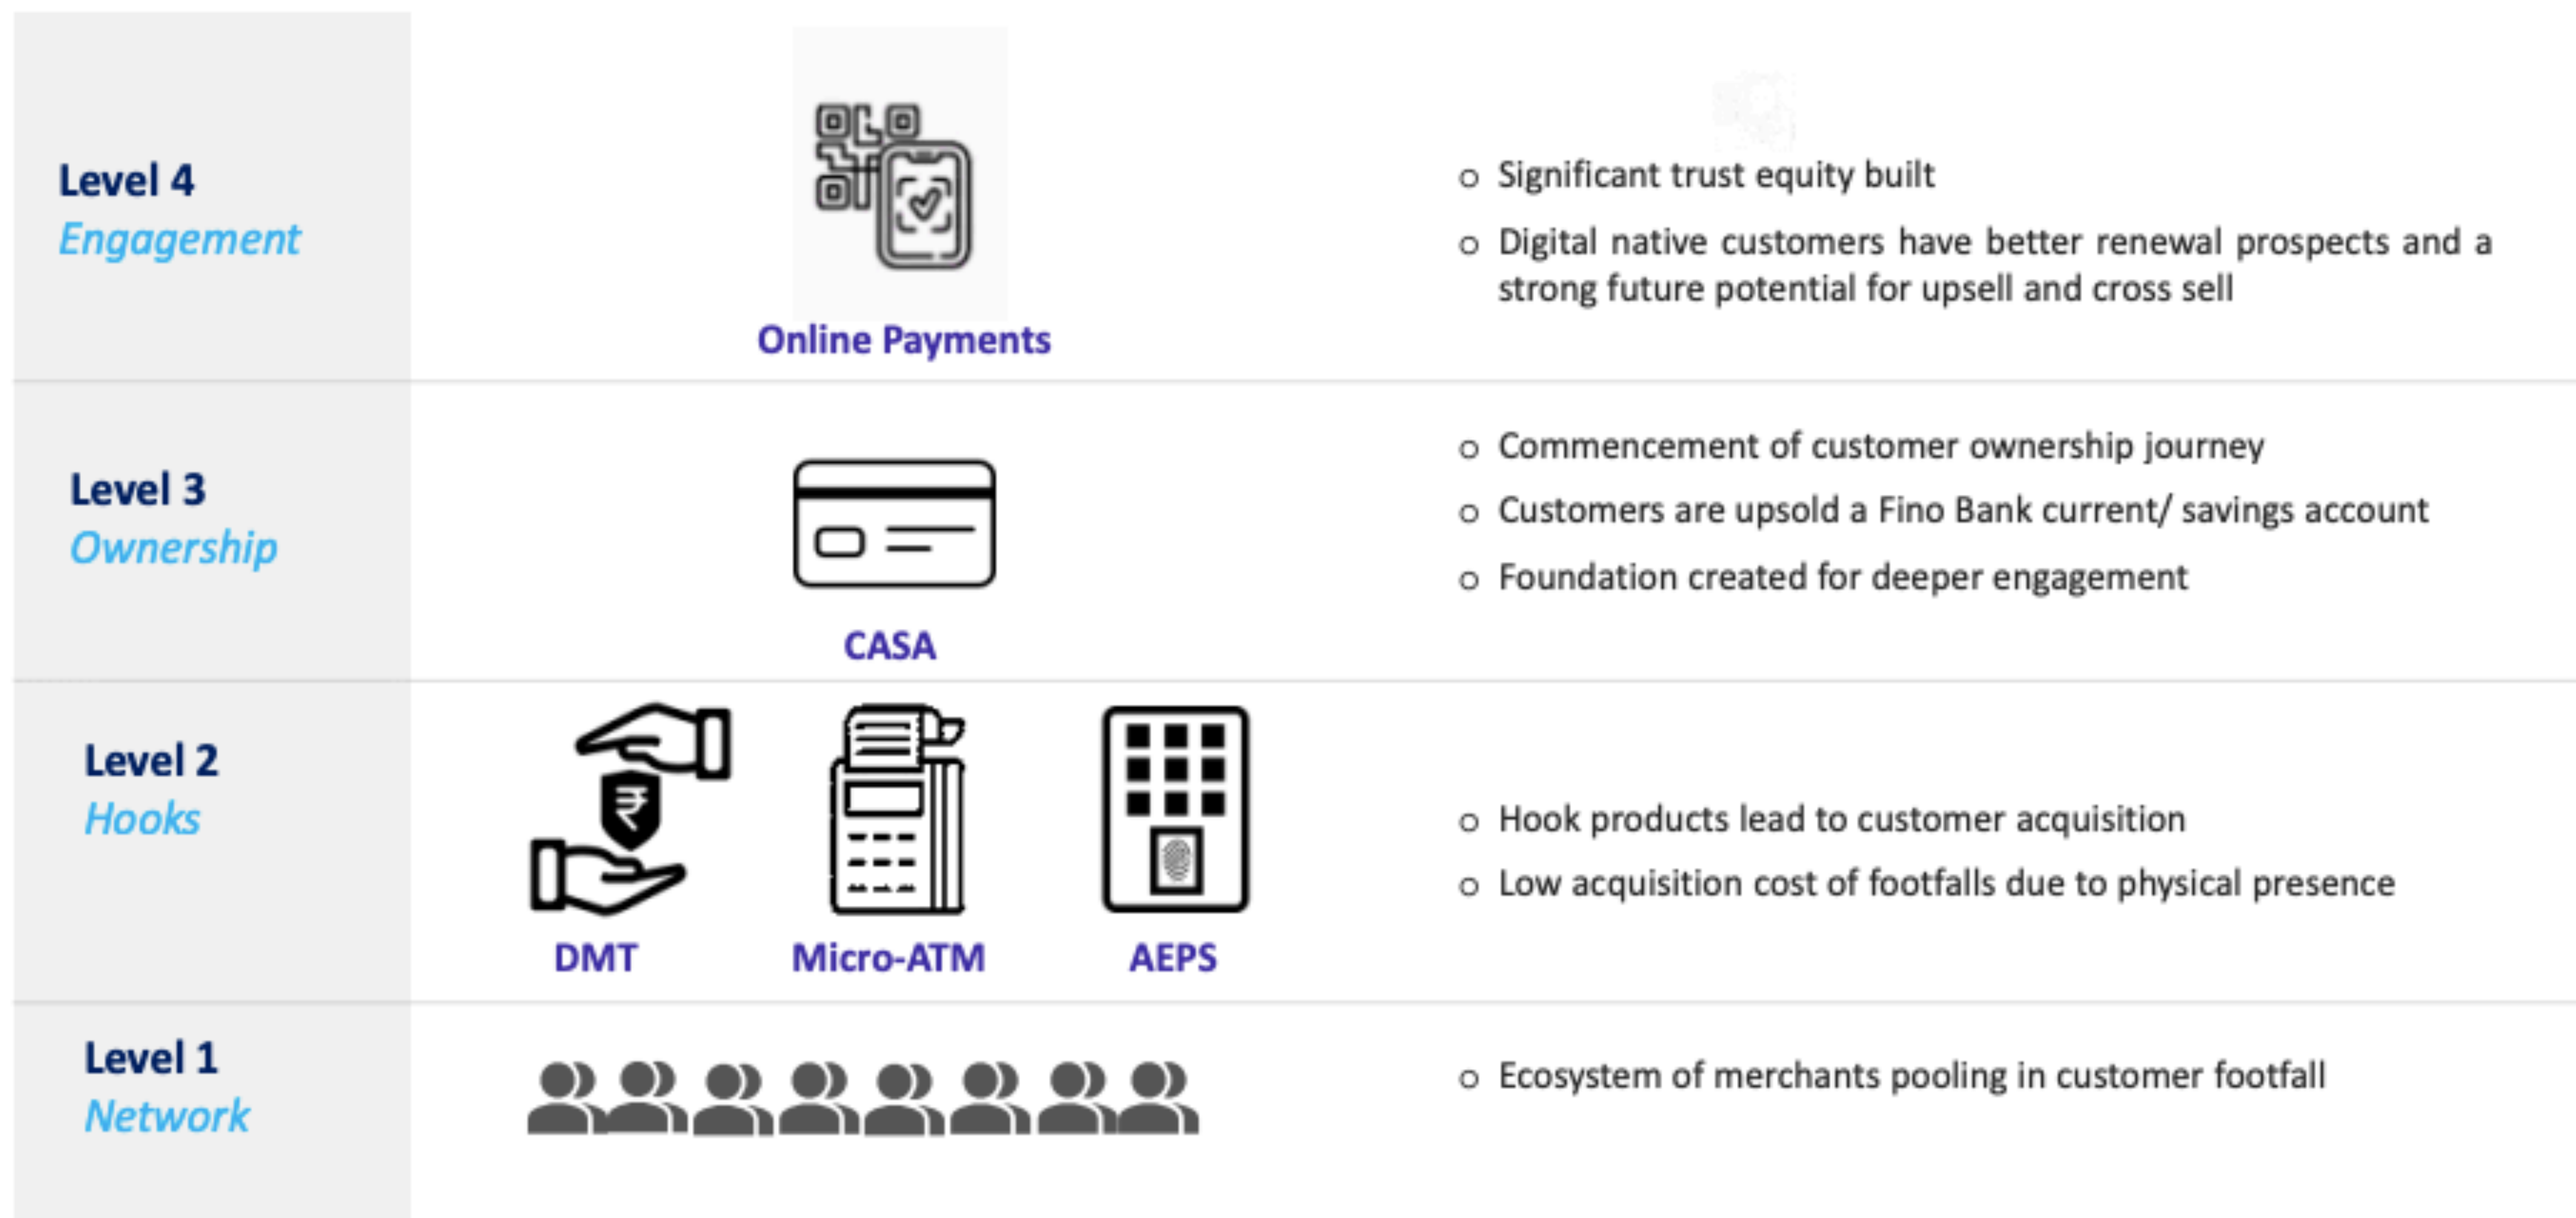 Level 4
Engagement
Online Payments
o Significant trust equity built
o Digital native customers have better renewal prospects and a
strong future potential for upsell and cross sell
Level 3
Ownership
CASA
o Commencement of customer ownership journey
o Customers are upsold a Fino Bank current/ savings account
o Foundation created for deeper engagement
Level 2
Hooks
₹
DMT
Micro-ATM
AEPS
o Hook products lead to customer acquisition
o Low acquisition cost of footfalls due to physical presence
Level 1
Network
o Ecosystem of merchants pooling in customer footfall